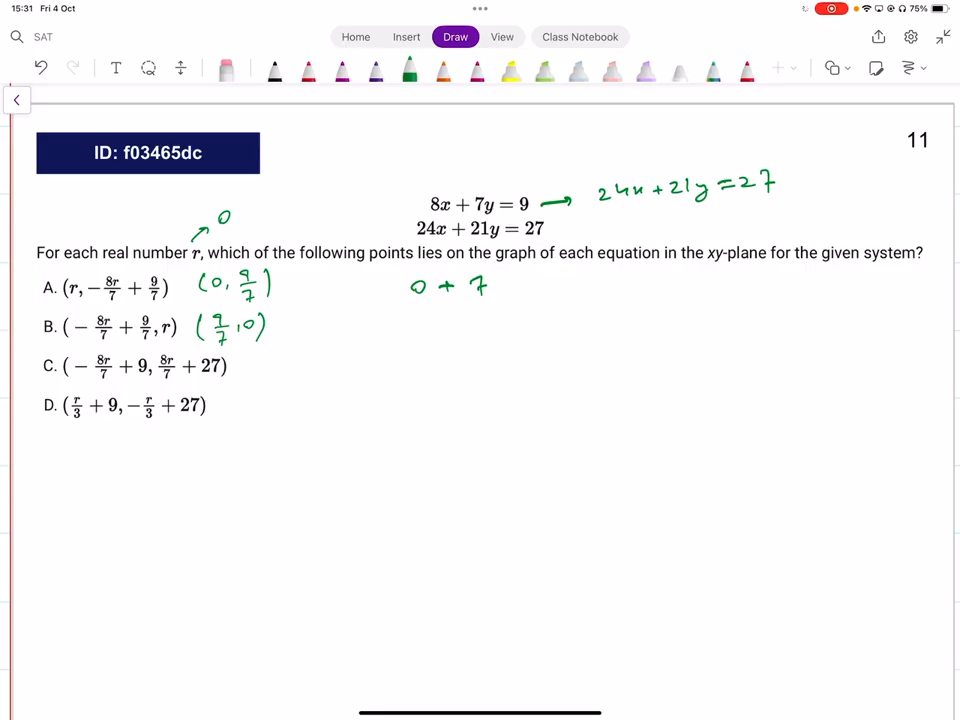 15:31 Fri 4 Oct
75%
SAT
Home Insert Draw View Class Notebook
T
ID: f03465dc
11
8x + 7y = 9 → 24x + 21y = 27
24x + 21y = 27
0
For each real number r, which of the following points lies on the graph of each equation in the xy-plane for the given system?
A. (r, − 8r/7 + 9/7) (0, 9/7) 0 + 7
B. (− 8r/7 + 9/7, r) (9/7, 0)
C. (− 8r/7 + 9, 8r/7 + 27)
D. (r/3 + 9, − r/3 + 27)